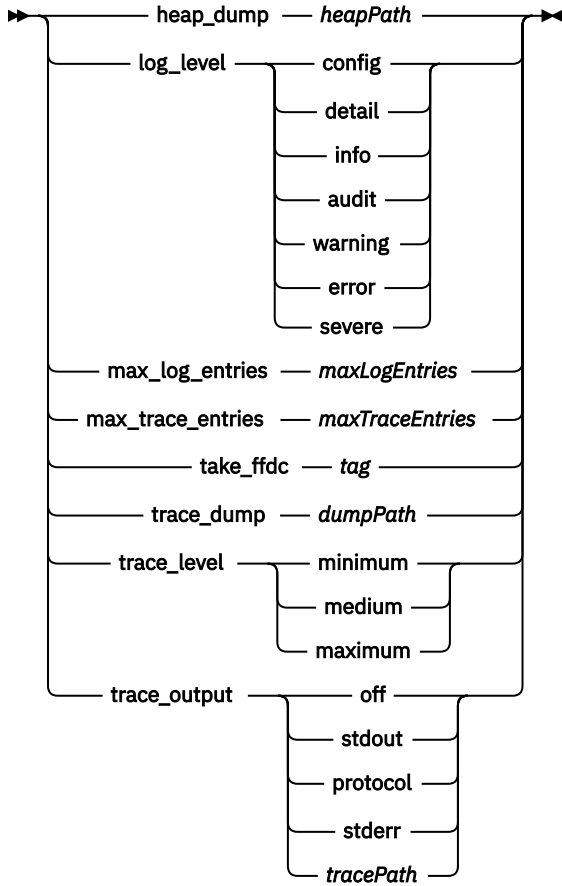 heap_dump heapPath
log_level config
detail
info
audit
warning
error
severe
max_log_entries maxLogEntries
max_trace_entries maxTraceEntries
take_ffdc tag
trace_dump dumpPath
trace_level minimum
medium
maximum
trace_output off
stdout
protocol
stderr
tracePath